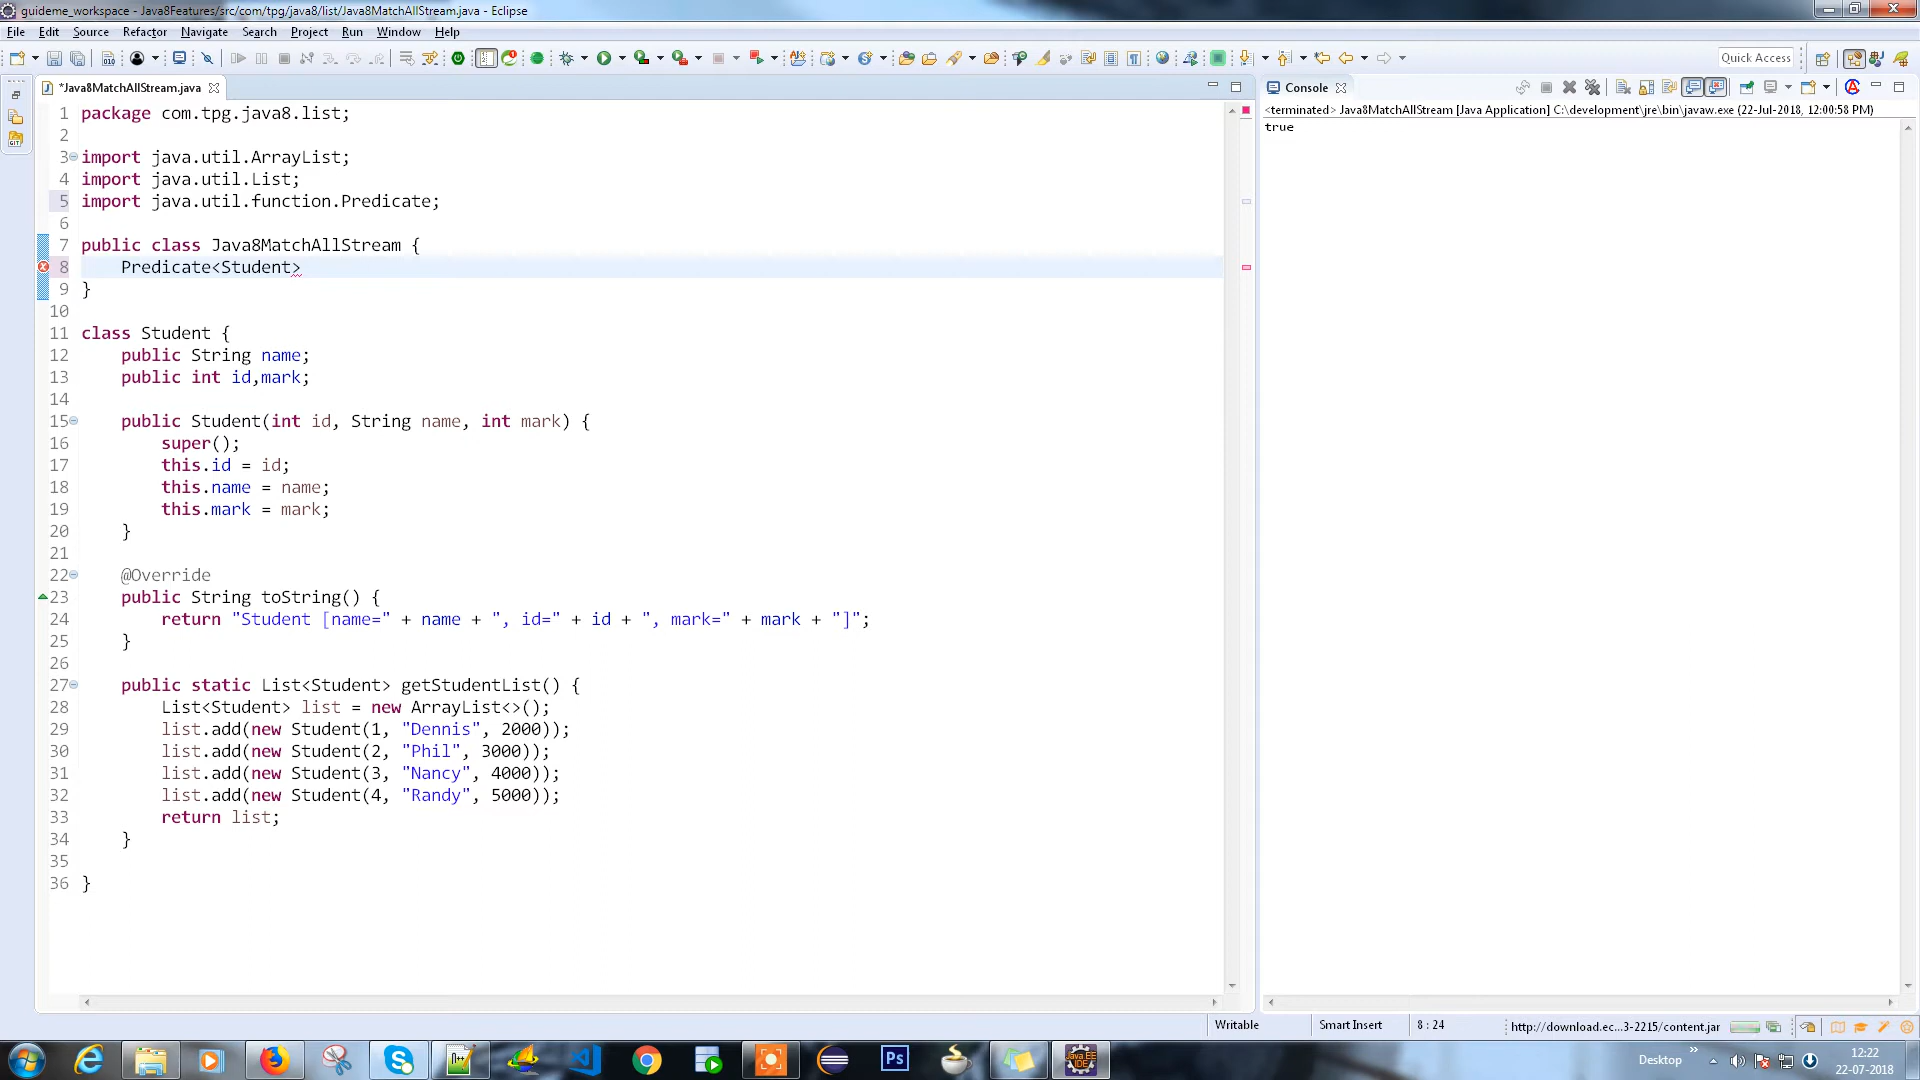 guideme_workspace - Java8Features/src/com/tpg/java8/list/Java8MatchAllStream.java - Eclipse
File Edit Source Refactor Navigate Search Project Run Window Help
Quick Access
*Java8MatchAllStream.java
Console
<terminated> Java8MatchAllStream [Java Application] C:\development\jre\bin\javaw.exe (22-Jul-2018, 12:00:58 PM)
true
1 package com.tpg.java8.list;
2
3 import java.util.ArrayList;
4 import java.util.List;
5 import java.util.function.Predicate;
6
7 public class Java8MatchAllStream {
8 Predicate<Student>
9 }
10
11 class Student {
12 public String name;
13 public int id,mark;
14
15 public Student(int id, String name, int mark) {
16 super();
17 this.id = id;
18 this.name = name;
19 this.mark = mark;
20 }
21
22 @Override
23 public String toString() {
24 return "Student [name=" + name + ", id=" + id + ", mark=" + mark + "]";
25 }
26
27 public static List<Student> getStudentList() {
28 List<Student> list = new ArrayList<>();
29 list.add(new Student(1, "Dennis", 2000));
30 list.add(new Student(2, "Phil", 3000));
31 list.add(new Student(3, "Nancy", 4000));
32 list.add(new Student(4, "Randy", 5000));
33 return list;
34 }
35
36 }
Writable Smart Insert 8 : 24 http://download.ec...3-2215/content.jar
Ps
Java EE
IDE
Desktop
12:22
22-07-2018